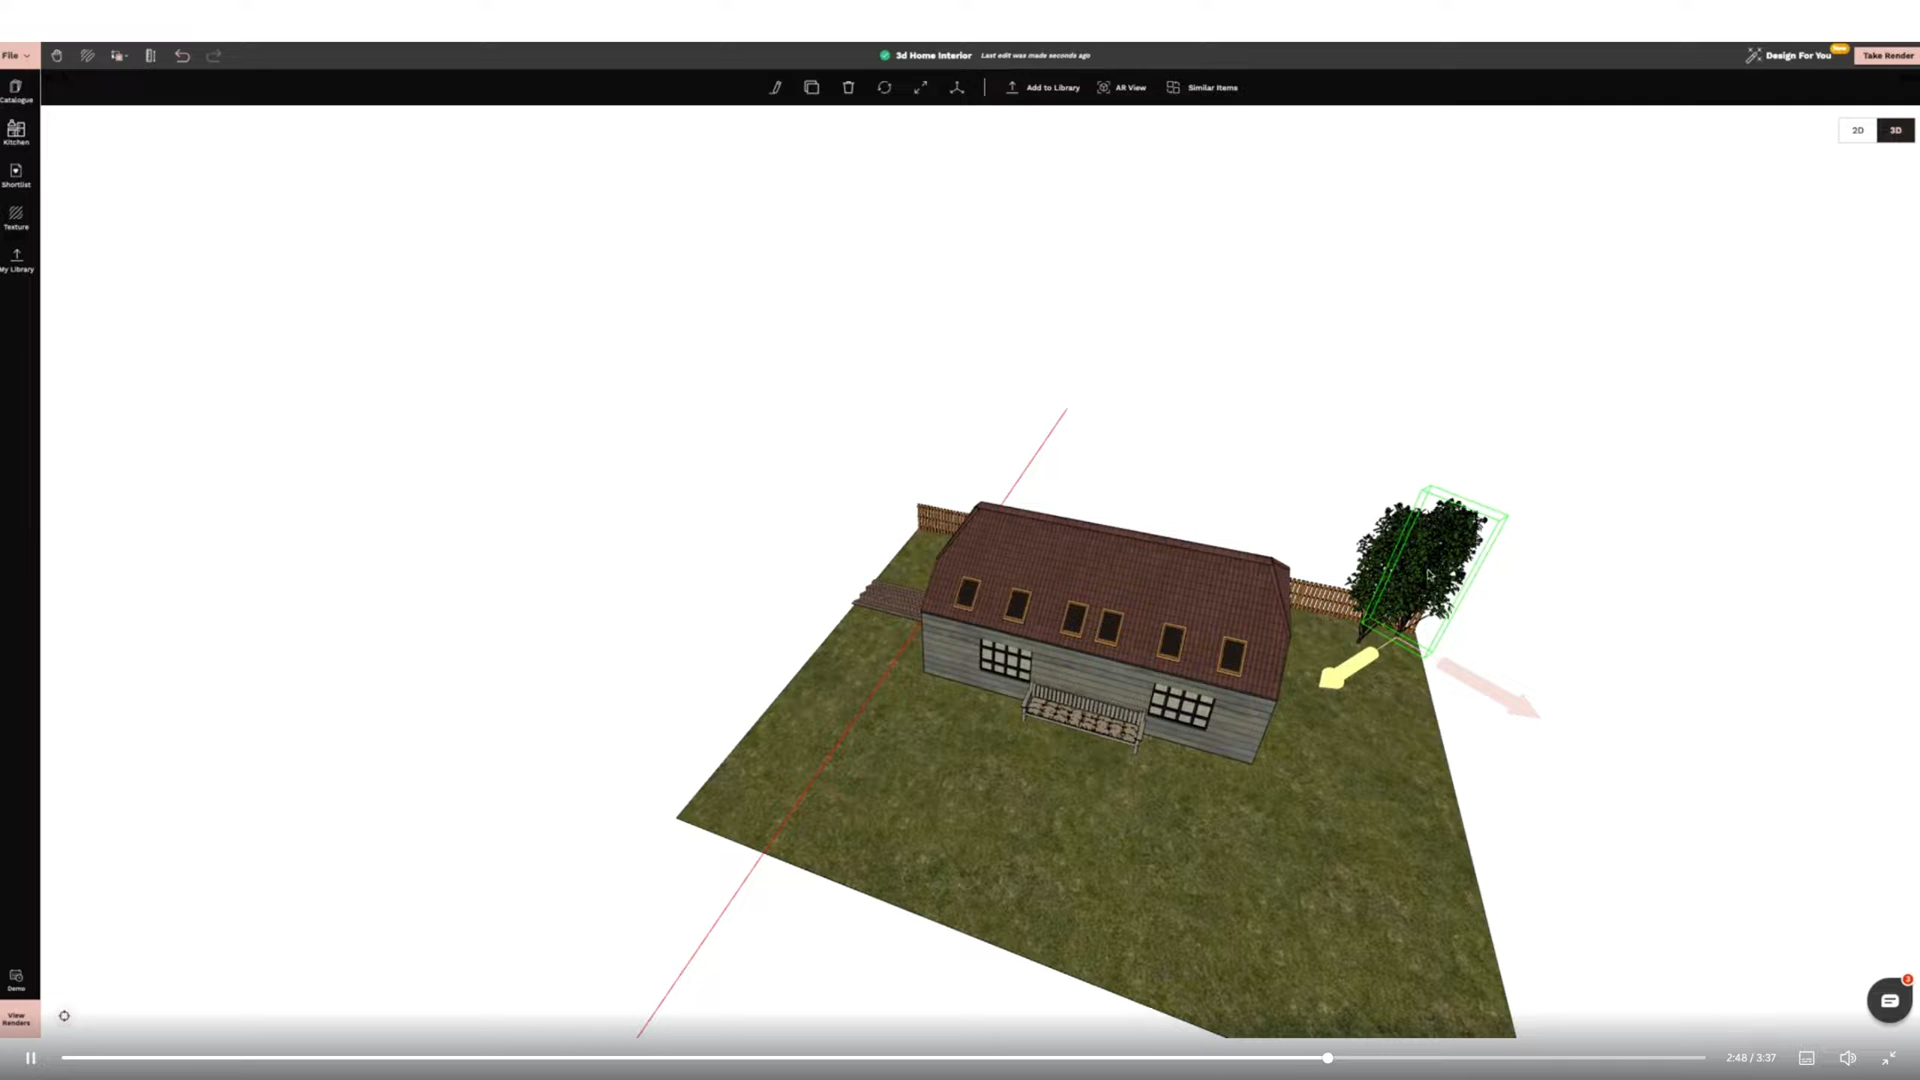 File
3d Home Interior Last edit was made seconds ago
Design For You New
Take Render
Catalogue
Add to Library
AR View
Similar Items
Kitchen
2D
3D
Shortlist
Texture
My Library
Demo
View
Renders
3
2:48 / 3:37